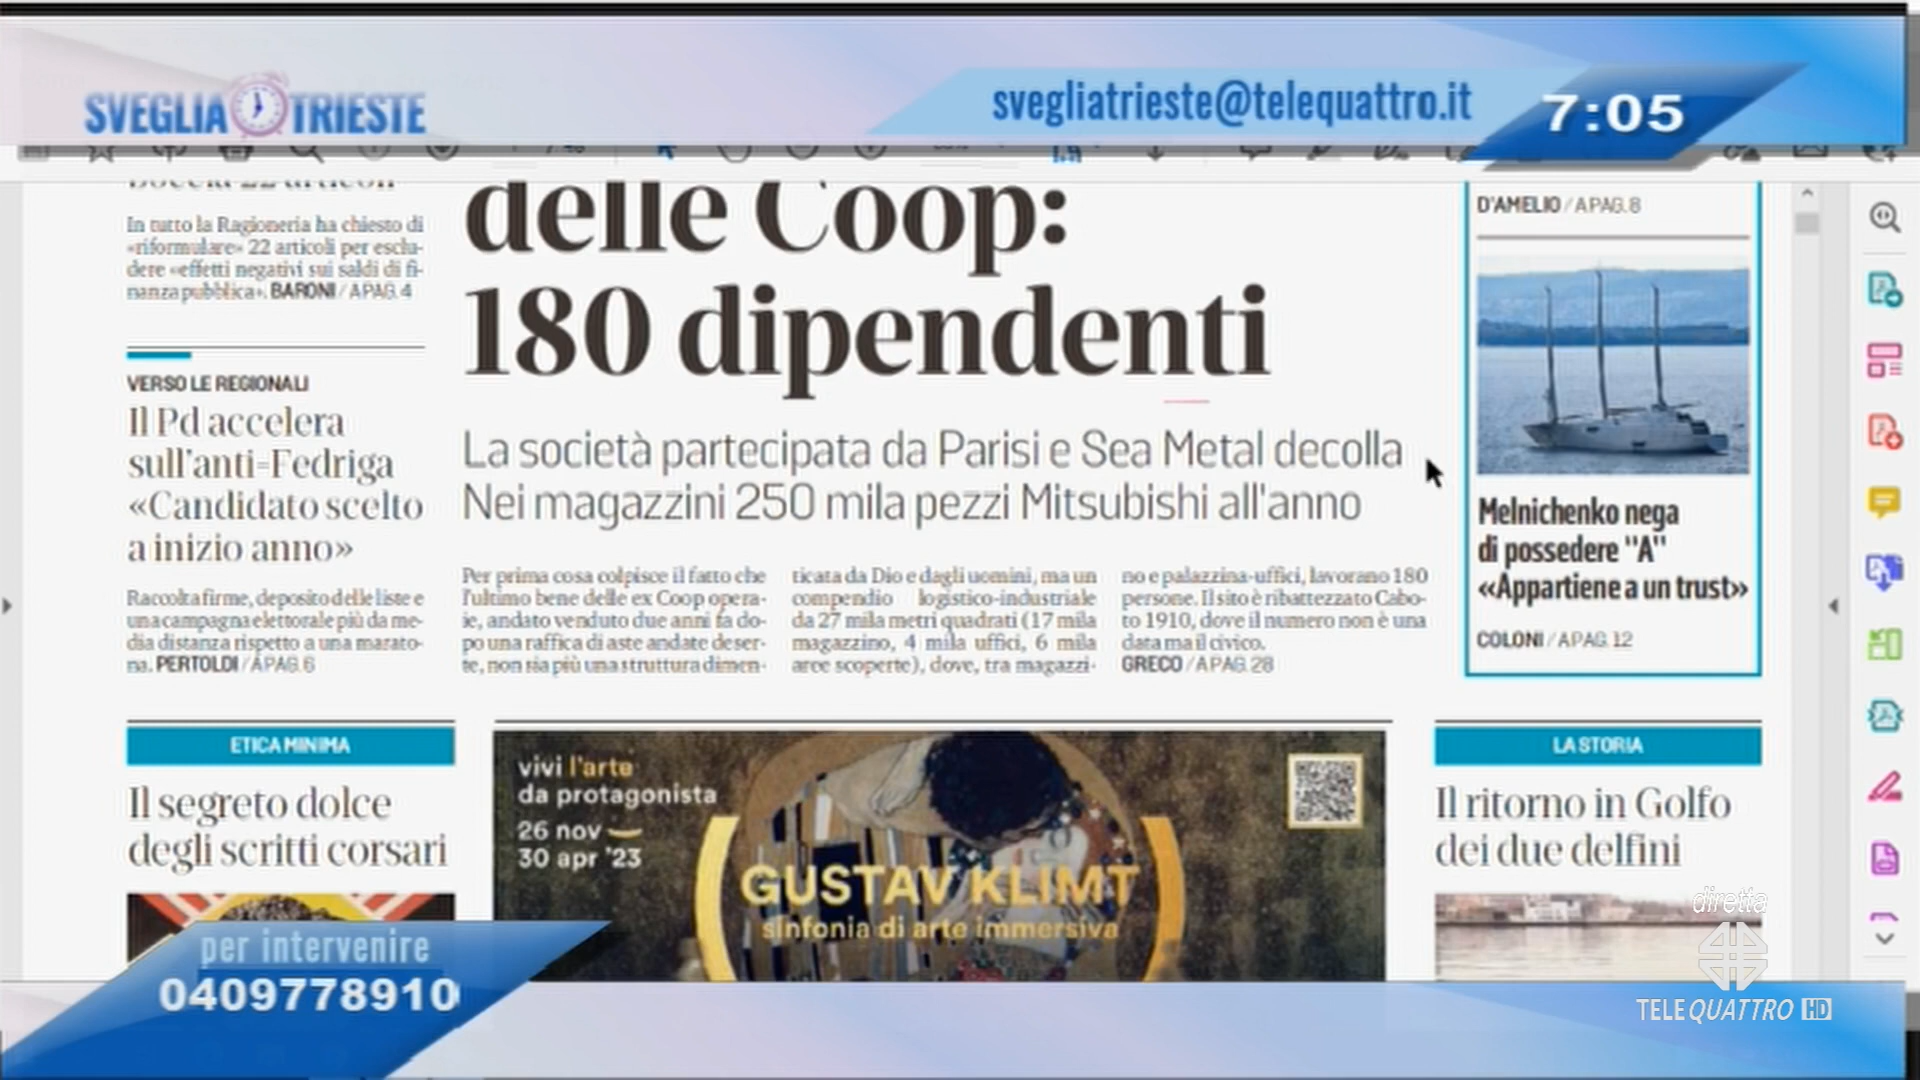 SVEGLIA TRIESTE
svegliatrieste@telequattro.it
7:05
In tutto la Ragioneria ha chiesto di
«riformulare» 22 articoli per esclu-
dere «effetti negativi sui saldi di fi-
nanza pubblica». BARONI / A PAG. 4
VERSO LE REGIONALI
Il Pd accelera
sull'anti-Fedriga
«Candidato scelto
a inizio anno»
Raccolta firme, deposito delle liste e
una campagna elettorale più da me-
dia distanza rispetto a una marato-
na. PERTOLDI / A PAG. 6
delle Coop:
180 dipendenti
La società partecipata da Parisi e Sea Metal decolla
Nei magazzini 250 mila pezzi Mitsubishi all'anno
Per prima cosa colpisce il fatto che
l'ultimo bene delle ex Coop opera-
ie, andato venduto due anni fa do-
po una raffica di aste andate deser-
te, non sia più una struttura dimen-
ticata da Dio e dagli uomini, ma un
compendio logistico-industriale
da 27 mila metri quadrati (17 mila
magazzino, 4 mila uffici, 6 mila
aree scoperte), dove, tra magazzi-
no e palazzina-uffici, lavorano 180
persone. Il sito è ribattezzato Cabo-
to 1910, dove il numero non è una
data ma il civico.
GRECO / A PAG. 28
D'AMELIO / A PAG. 8
Melnichenko nega
di possedere "A"
«Appartiene a un trust»
COLONI / A PAG. 12
ETICA MINIMA
Il segreto dolce
degli scritti corsari
vivi l'arte
da protagonista
26 nov
30 apr '23
GUSTAV KLIMT
sinfonia di arte immersiva
LA STORIA
Il ritorno in Golfo
dei due delfini
per intervenire
0409778910
diretta
TELEQUATTRO HD